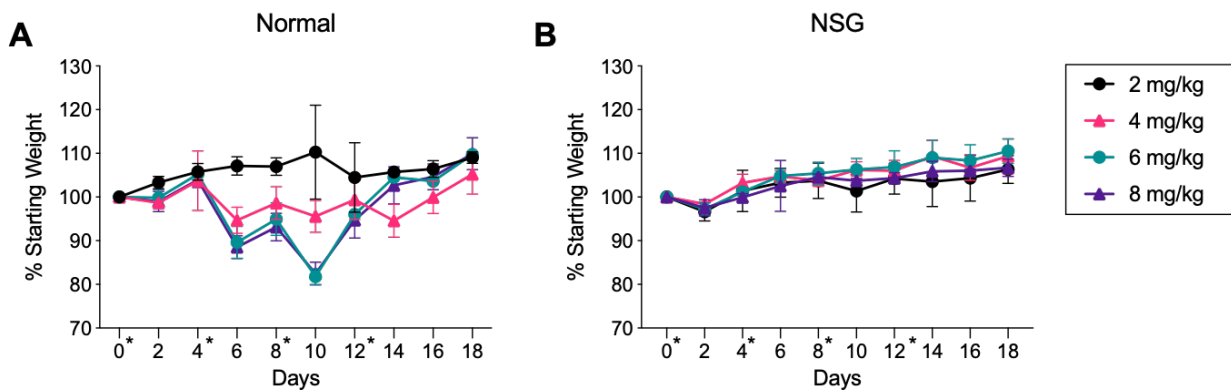 A
Normal
130
120
110
100
90
80
70
% Starting Weight
0* 2 4* 6 8* 10 12* 14 16 18
Days
B
NSG
130
120
110
100
90
80
70
% Starting Weight
0* 2 4* 6 8* 10 12* 14 16 18
Days
2 mg/kg
4 mg/kg
6 mg/kg
8 mg/kg